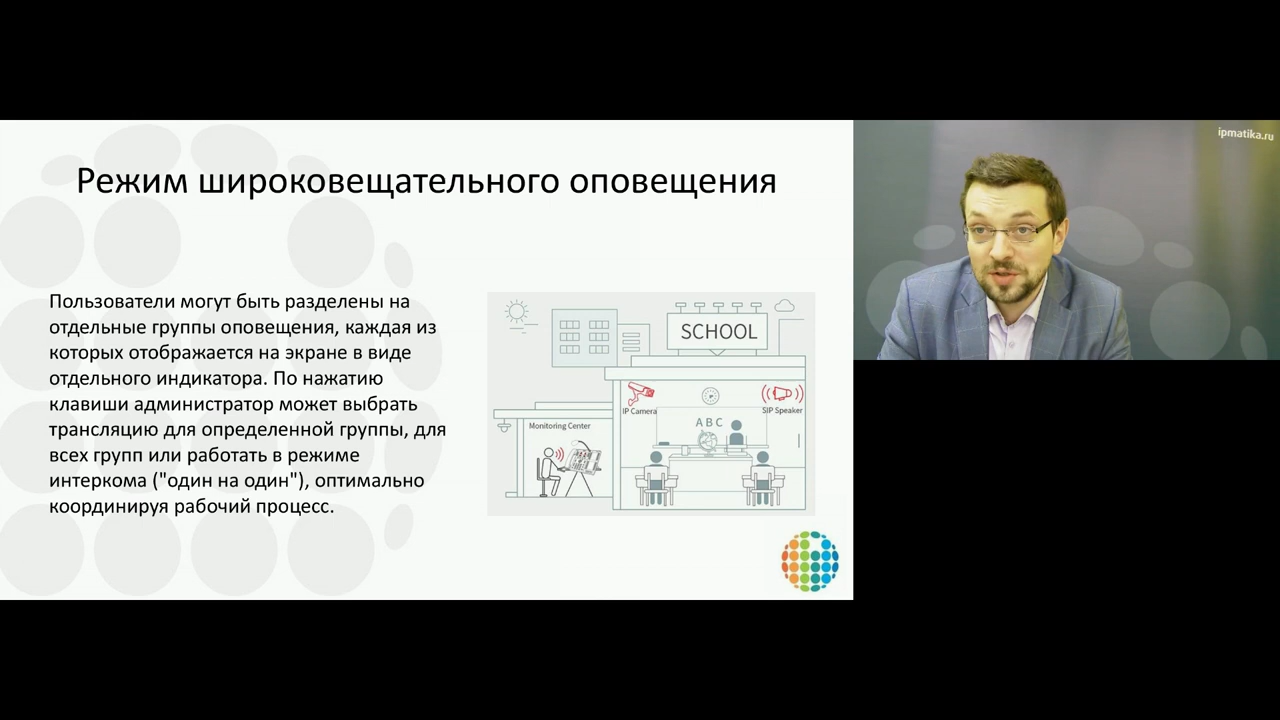 Режим широковещательного оповещения
ipmatika.ru
Пользователи могут быть разделены на
отдельные группы оповещения, каждая из
которых отображается на экране в виде
отдельного индикатора. По нажатию
клавиши администратор может выбрать
трансляцию для определенной группы, для
всех групп или работать в режиме
интеркома ("один на один"), оптимально
координируя рабочий процесс.
SCHOOL
IP Camera
SIP Speaker
ABC
Monitoring Center